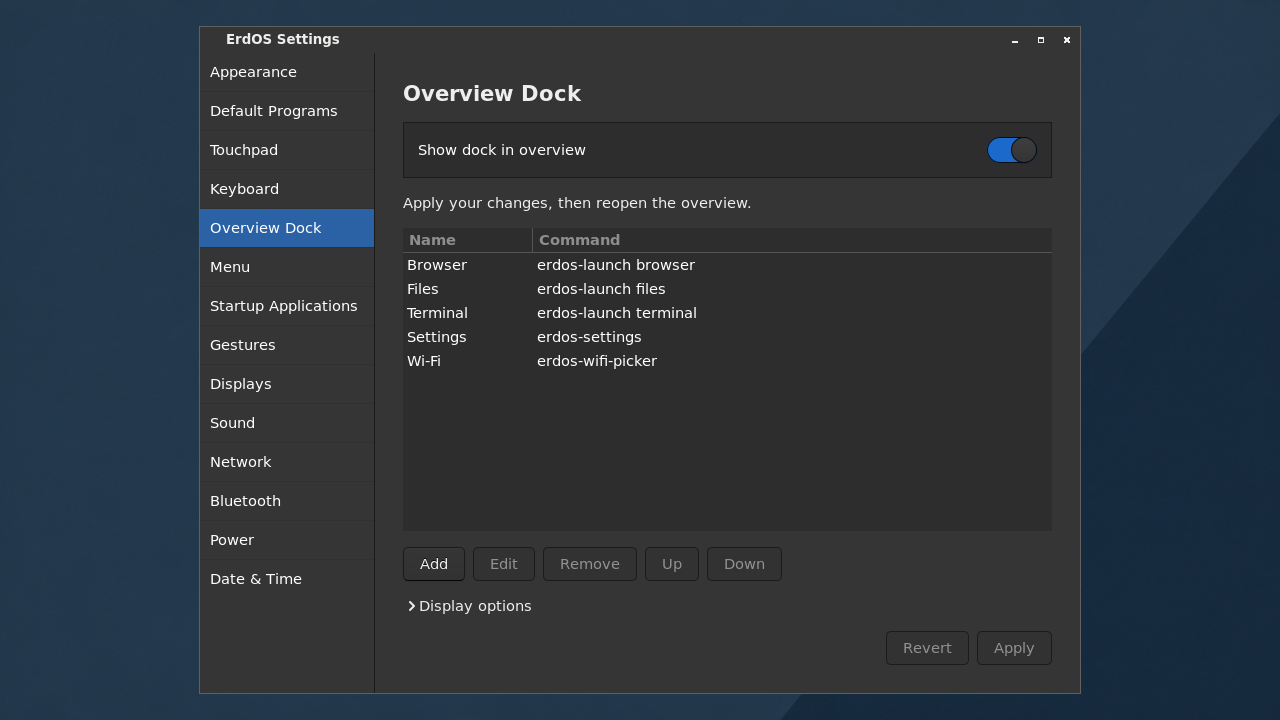 ErdOS Settings
Appearance
Default Programs
Touchpad
Keyboard
Overview Dock
Menu
Startup Applications
Gestures
Displays
Sound
Network
Bluetooth
Power
Date & Time
Overview Dock
Show dock in overview
Apply your changes, then reopen the overview.
Name Command
Browser erdos-launch browser
Files erdos-launch files
Terminal erdos-launch terminal
Settings erdos-settings
Wi-Fi erdos-wifi-picker
Add Edit Remove Up Down
Display options
Revert Apply